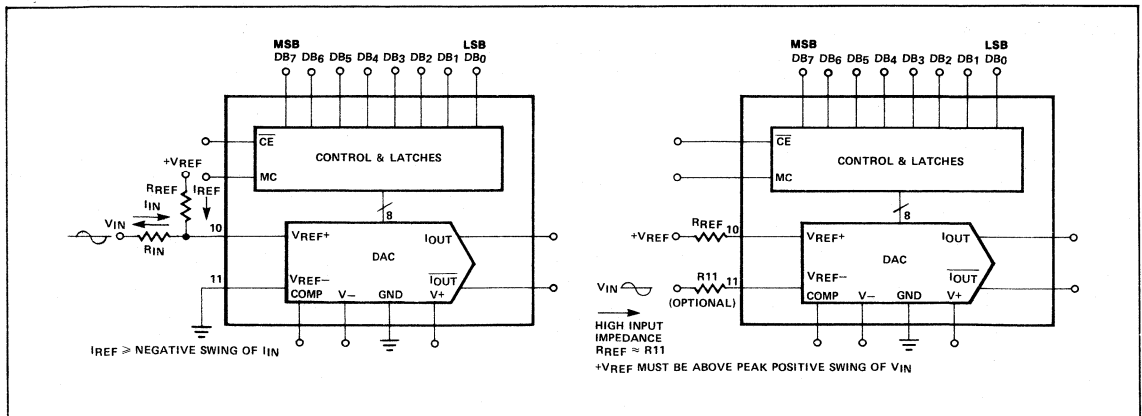 MSB LSB
DB7 DB6 DB5 DB4 DB3 DB2 DB1 DB0
CE
CONTROL & LATCHES
MC
+VREF
RREF IREF
IIN
VIN
RIN
10
8
VREF+ IOUT
DAC
11
VREF– IOUT
COMP V– GND V+
IREF ⩾ NEGATIVE SWING OF IIN
MSB LSB
DB7 DB6 DB5 DB4 DB3 DB2 DB1 DB0
CE
CONTROL & LATCHES
MC
8
+VREF RREF 10
VREF+ IOUT
DAC
VIN R11 11
(OPTIONAL)
VREF– IOUT
COMP V– GND V+
HIGH INPUT
IMPEDANCE
RREF ≈ R11
+VREF MUST BE ABOVE PEAK POSITIVE SWING OF VIN